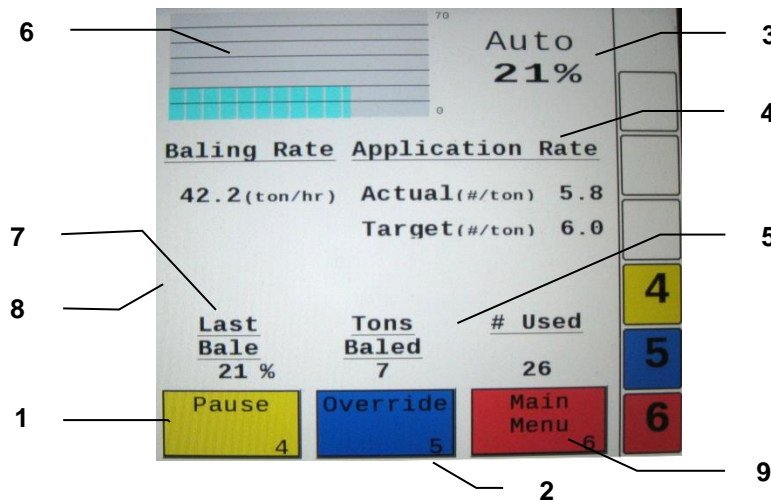 70
6
Auto
3
21%
0
4
Baling Rate Application Rate
42.2(ton/hr) Actual(#/ton) 5.8
Target(#/ton) 6.0
7
5
8
4
Last Tons # Used
Bale Baled
21 % 7 26
5
Pause Override Main
Menu
4 5 6
6
1
2
9